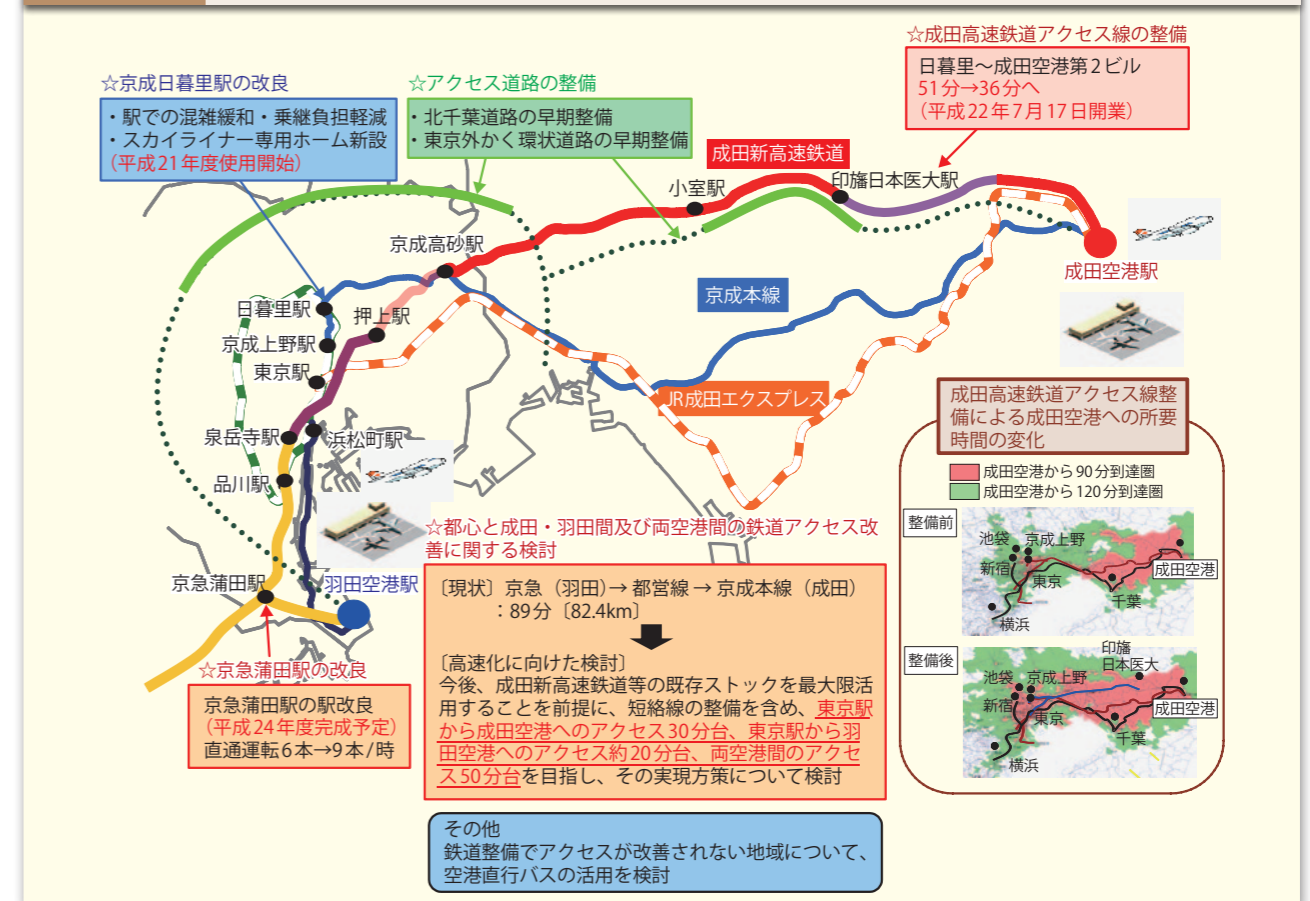 ☆成田高速鉄道アクセス線の整備
日暮里～成田空港第2ビル
51分→36分へ
(平成22年7月17日開業)
☆京成日暮里駅の改良
・駅での混雑緩和・乗継負担軽減
・スカイライナー専用ホーム新設
(平成21年度使用開始)
☆アクセス道路の整備
・北千葉道路の早期整備
・東京外かく環状道路の早期整備
成田新高速鉄道
小室駅
印旛日本医大駅
京成高砂駅
成田空港駅
日暮里駅
押上駅
京成本線
京成上野駅
東京駅
JR成田エクスプレス
泉岳寺駅
浜松町駅
品川駅
京急蒲田駅
羽田空港駅
☆京急蒲田駅の改良
京急蒲田駅の駅改良
(平成24年度完成予定)
直通運転6本→9本/時
☆都心と成田・羽田間及び両空港間の鉄道アクセス改
善に関する検討
〔現状〕京急(羽田)→都営線→京成本線(成田)
:89分〔82.4km〕
〔高速化に向けた検討〕
今後、成田新高速鉄道等の既存ストックを最大限活
用することを前提に、短絡線の整備を含め、東京駅
から成田空港へのアクセス30分台、東京駅から羽
田空港へのアクセス約20分台、両空港間のアクセ
ス50分台を目指し、その実現方策について検討
その他
鉄道整備でアクセスが改善されない地域について、
空港直行バスの活用を検討
成田高速鉄道アクセス線整
備による成田空港への所要
時間の変化
成田空港から90分到達圏
成田空港から120分到達圏
整備前
池袋
京成上野
新宿
東京
成田空港
千葉
横浜
整備後
印旛
日本医大
池袋
京成上野
新宿
東京
成田空港
千葉
横浜